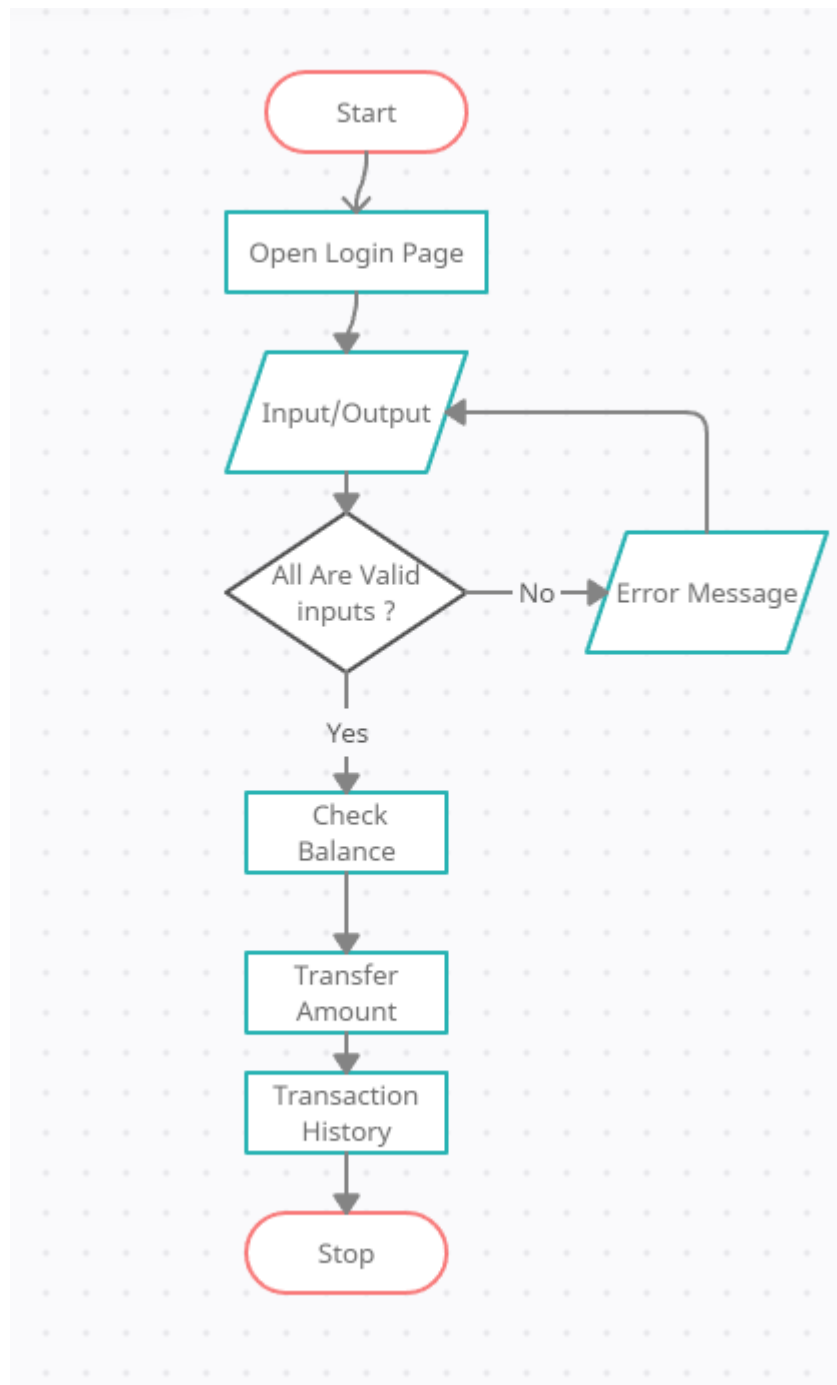 Start
Open Login Page
Input/Output
All Are Valid
inputs ?
No
Error Message
Yes
Check
Balance
Transfer
Amount
Transaction
History
Stop